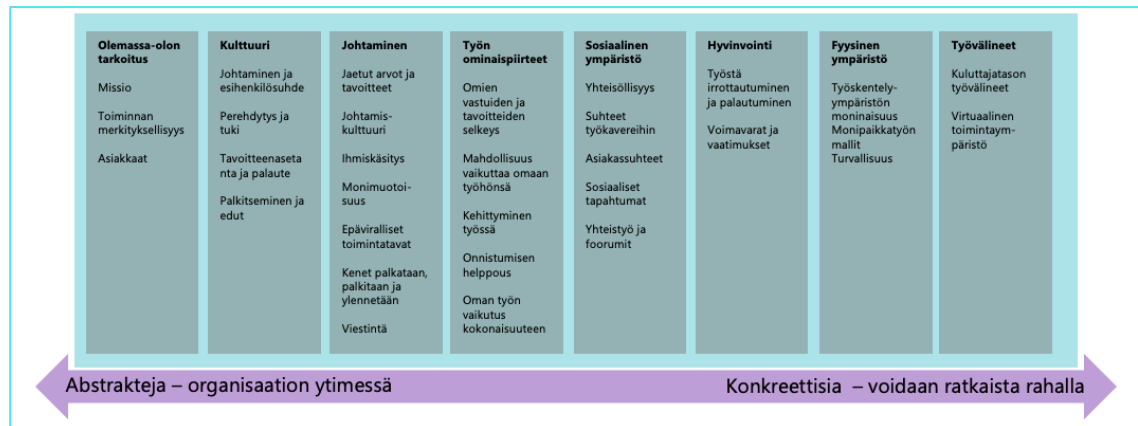 Olemassa-olon
tarkoitus
Missio
Toiminnan
merkityksellisyys
Asiakkaat
Kulttuuri
Johtaminen ja
esihenkilösuhde
Perehdytys ja
tuki
Tavoitteenaseta
nta ja palaute
Palkitseminen ja
edut
Johtaminen
Jaetut arvot ja
tavoitteet
Johtamis-
kulttuuri
Ihmiskäsitys
Monimuotoi-
suus
Epäviralliset
toimintatavat
Kenet palkataan,
palkitaan ja
ylennetään
Viestintä
Työn
ominaispiirteet
Omien
vastuiden ja
tavoitteiden
selkeys
Mahdollisuus
vaikuttaa omaan
työhönsä
Kehittyminen
työssä
Onnistumisen
helppous
Oman työn
vaikutus
kokonaisuuteen
Sosiaalinen
ympäristö
Yhteisöllisyys
Suhteet
työkavereihin
Asiakassuhteet
Sosiaaliset
tapahtumat
Yhteistyö ja
foorumit
Hyvinvointi
Työstä
irrottautuminen
ja palautuminen
Voimavarat ja
vaatimukset
Fyysinen
ympäristö
Työskentely-
ympäristön
moninaisuus
Monipaikkatyön
mallit
Turvallisuus
Työvälineet
Kuluttajatason
työvälineet
Virtuaalinen
toimintaym-
päristö
Abstrakteja – organisaation ytimessä
Konkreettisia – voidaan ratkaista rahalla